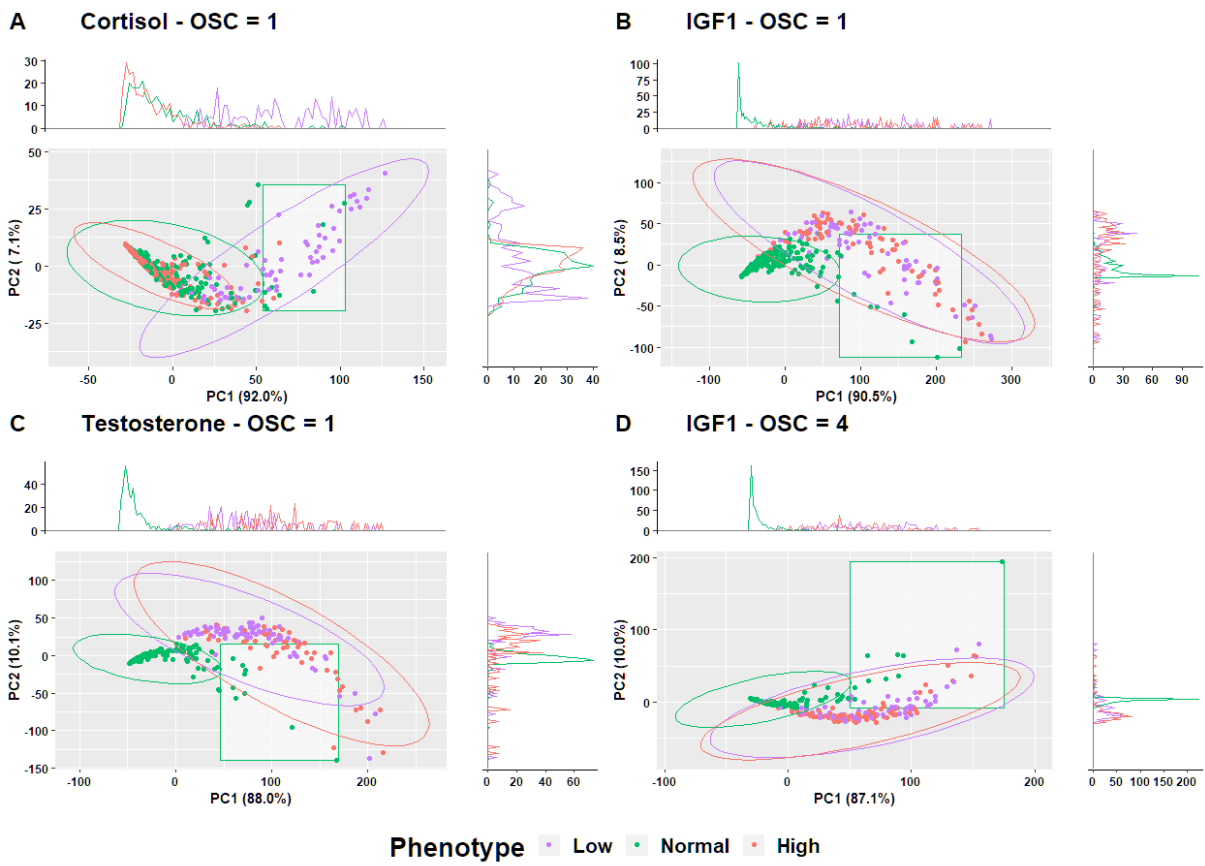 A Cortisol - OSC = 1
30
20
10
0
50
25
0
-25
PC2 ( 7.1%)
-50 0 50 100 150
PC1 (92.0%)
0 10 20 30 40
B IGF1 - OSC = 1
100
75
50
25
0
100
50
0
-50
-100
PC2 ( 8.5%)
-100 0 100 200 300
PC1 (90.5%)
0 30 60 90
C Testosterone - OSC = 1
40
20
0
100
50
0
-50
-100
-150
PC2 (10.1%)
-100 0 100 200
PC1 (88.0%)
0 20 40 60
D IGF1 - OSC = 4
150
100
50
0
200
100
0
PC2 (10.0%)
-100 0 100 200
PC1 (87.1%)
0 50 100 150 200
Phenotype Low Normal High